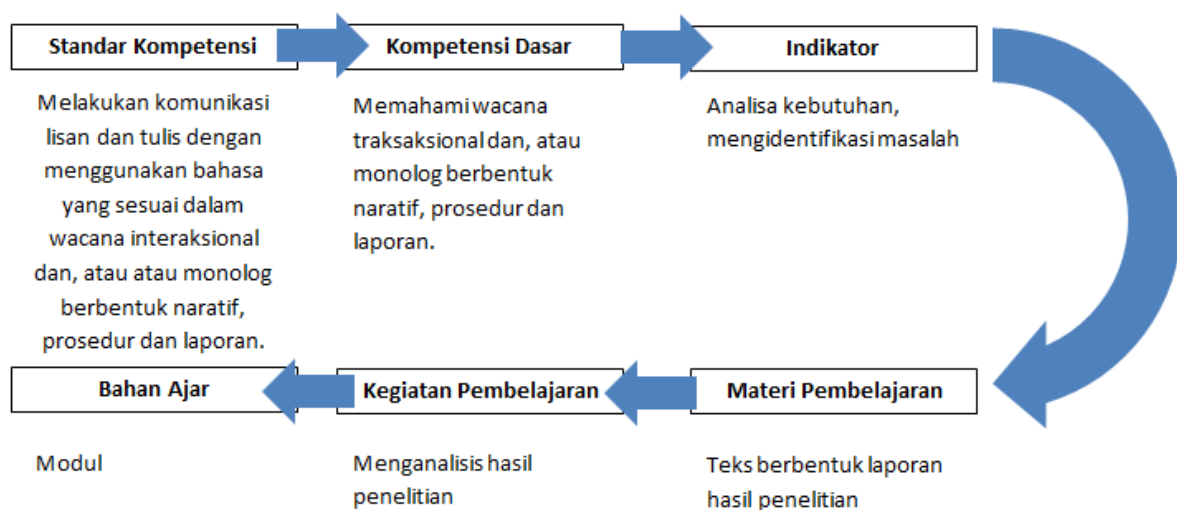 Standar Kompetensi
Melakukan komunikasi
lisan dan tulis dengan
menggunakan bahasa
yang sesuai dalam
wacana interaksional
dan, atau atau monolog
berbentuk naratif,
prosedur dan laporan.
Kompetensi Dasar
Memahami wacana
traksaksional dan, atau
monolog berbentuk
naratif, prosedur dan
laporan.
Indikator
Analisa kebutuhan,
mengidentifikasi masalah
Materi Pembelajaran
Teks berbentuk laporan
hasil penelitian
Kegiatan Pembelajaran
Menganalisis hasil
penelitian
Bahan Ajar
Modul